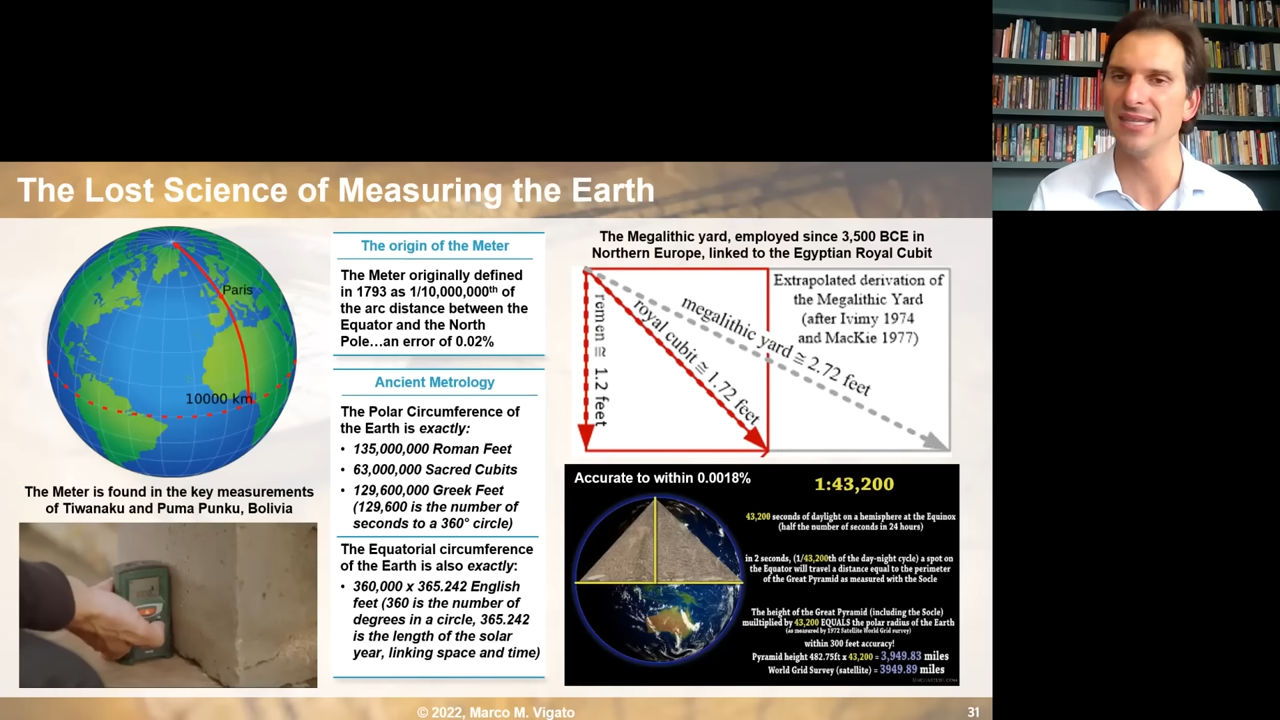 The Lost Science of Measuring the Earth
Paris
10000 km
The Meter is found in the key measurements
of Tiwanaku and Puma Punku, Bolivia
The origin of the Meter
The Meter originally defined
in 1793 as 1/10,000,000th of
the arc distance between the
Equator and the North
Pole…an error of 0.02%
Ancient Metrology
The Polar Circumference of
the Earth is exactly:
• 135,000,000 Roman Feet
• 63,000,000 Sacred Cubits
• 129,600,000 Greek Feet
(129,600 is the number of
seconds to a 360° circle)
The Equatorial circumference
of the Earth is also exactly:
• 360,000 x 365.242 English
feet (360 is the number of
degrees in a circle, 365.242
is the length of the solar
year, linking space and time)
The Megalithic yard, employed since 3,500 BCE in
Northern Europe, linked to the Egyptian Royal Cubit
remen ≅ 1.2 feet
royal cubit ≅ 1.72 feet
megalithic yard ≅ 2.72 feet
Extrapolated derivation of
the Megalithic Yard
(after Ivimy 1974
and MacKie 1977)
Accurate to within 0.0018%
1:43,200
43,200 seconds of daylight on a hemisphere at the Equinox
(half the number of seconds in 24 hours)
in 2 seconds, (1/43,200th of the day-night cycle) a spot on
the Equator will travel a distance equal to the perimeter
of the Great Pyramid as measured with the Socle
The height of the Great Pyramid (including the Socle)
muiltiplied by 43,200 EQUALS the polar radius of the Earth
(as measured by 1972 Satellite World Grid survey)
within 300 feet accuracy!
Pyramid height 482.75ft x 43,200 = 3,949.83 miles
World Grid Survey (satellite) = 3949.89 miles
© 2022, Marco M. Vigato
31